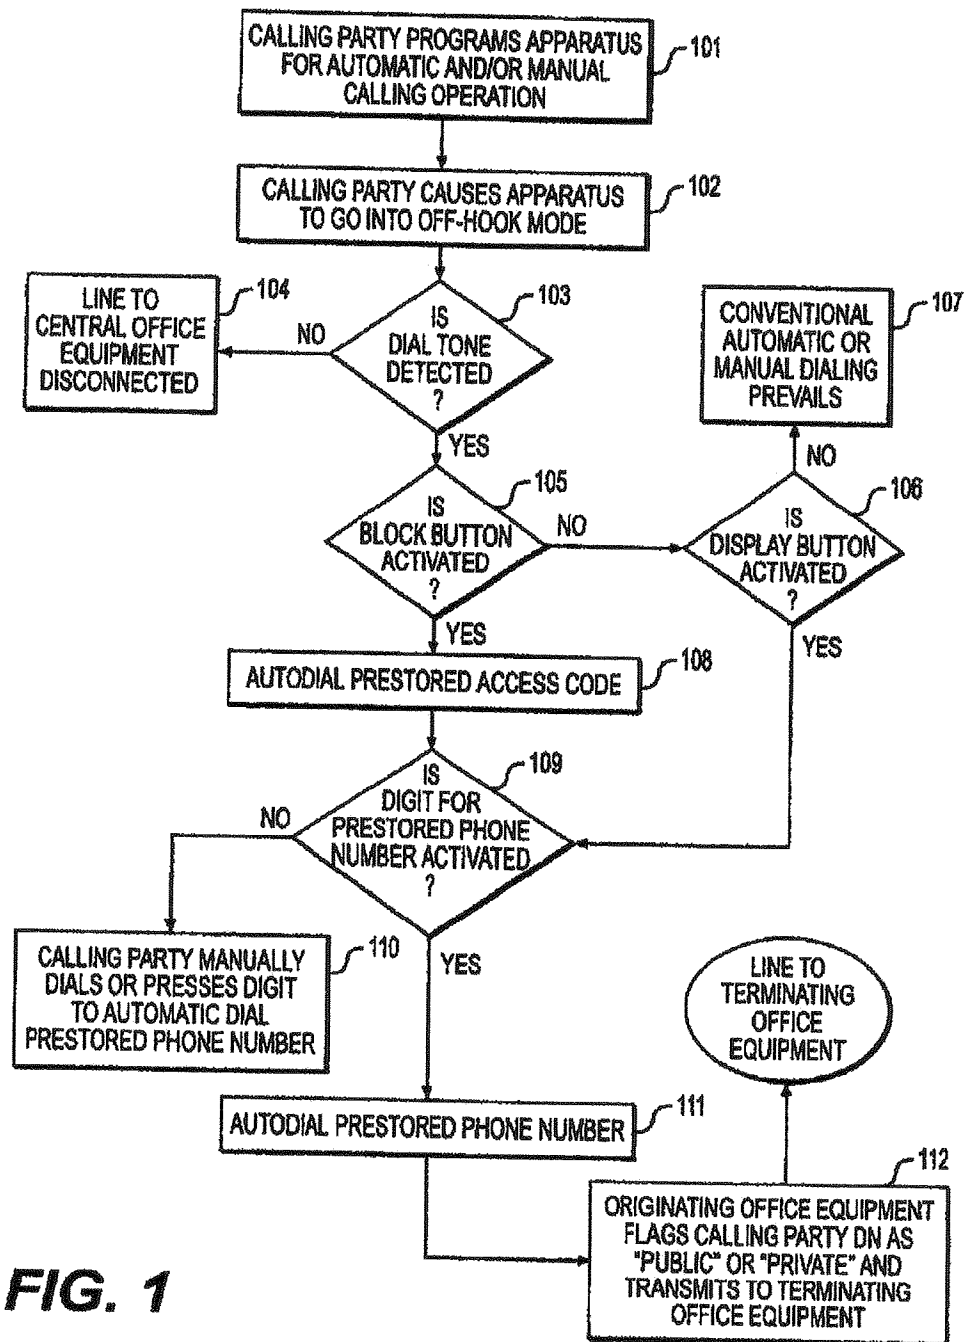 CALLING PARTY PROGRAMS APPARATUS
FOR AUTOMATIC AND/OR MANUAL
CALLING OPERATION
101
CALLING PARTY CAUSES APPARATUS
TO GO INTO OFF-HOOK MODE
102
IS
DIAL TONE
DETECTED
?
103
NO
LINE TO
CENTRAL OFFICE
EQUIPMENT
DISCONNECTED
104
YES
IS
BLOCK BUTTON
ACTIVATED
?
105
NO
IS
DISPLAY BUTTON
ACTIVATED
?
106
NO
CONVENTIONAL
AUTOMATIC OR
MANUAL DIALING
PREVAILS
107
YES
YES
AUTODIAL PRESTORED ACCESS CODE
108
IS
DIGIT FOR
PRESTORED PHONE
NUMBER ACTIVATED
?
109
NO
CALLING PARTY MANUALLY
DIALS OR PRESSES DIGIT
TO AUTOMATIC DIAL
PRESTORED PHONE NUMBER
110
YES
AUTODIAL PRESTORED PHONE NUMBER
111
LINE TO
TERMINATING
OFFICE
EQUIPMENT
ORIGINATING OFFICE EQUIPMENT
FLAGS CALLING PARTY DN AS
"PUBLIC" OR "PRIVATE" AND
TRANSMITS TO TERMINATING
OFFICE EQUIPMENT
112
FIG. 1